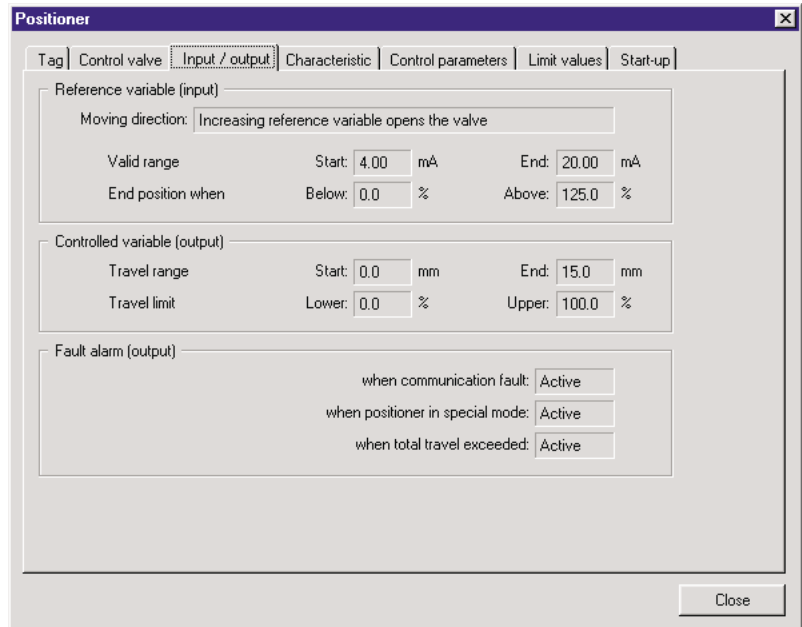 Positioner
Tag Control valve Input / output Characteristic Control parameters Limit values Start-up
Reference variable (input)
Moving direction: Increasing reference variable opens the valve
Valid range Start: 4.00 mA End: 20.00 mA
End position when Below: 0.0 % Above: 125.0 %
Controlled variable (output)
Travel range Start: 0.0 mm End: 15.0 mm
Travel limit Lower: 0.0 % Upper: 100.0 %
Fault alarm (output)
when communication fault: Active
when positioner in special mode: Active
when total travel exceeded: Active
Close